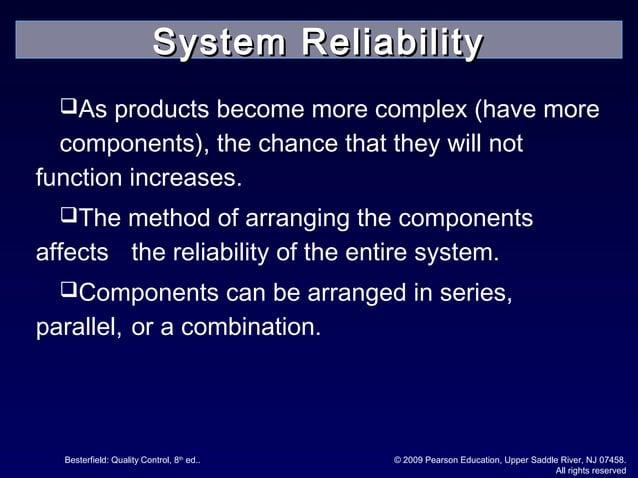 System Reliability
❑As products become more complex (have more
components), the chance that they will not
function increases.
❑The method of arranging the components
affects the reliability of the entire system.
❑Components can be arranged in series,
parallel, or a combination.
Besterfield: Quality Control, 8th ed..
© 2009 Pearson Education, Upper Saddle River, NJ 07458.
All rights reserved